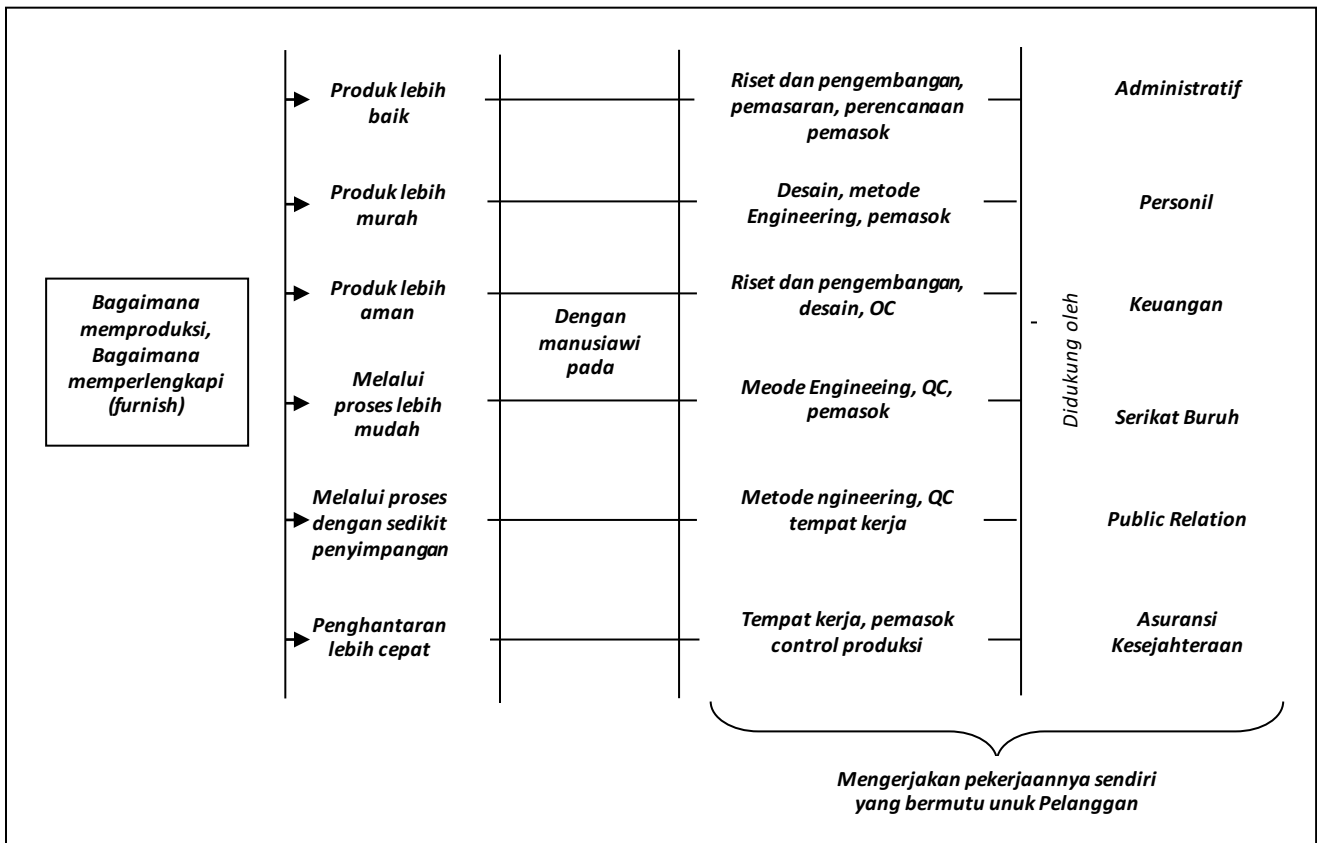 Bagaimana
memproduksi,
Bagaimana
memperlengkapi
(furnish)
Produk lebih
baik
Produk lebih
murah
Produk lebih
aman
Melalui
proses lebih
mudah
Melalui proses
dengan sedikit
penyimpangan
Penghantaran
lebih cepat
Dengan
manusiawi
pada
Riset dan pengembangan,
pemasaran, perencanaan
pemasok
Desain, metode
Engineering, pemasok
Riset dan pengembangan,
desain, OC
Meode Engineeing, QC,
pemasok
Metode ngineering, QC
tempat kerja
Tempat kerja, pemasok
control produksi
-
Didukung oleh
Administratif
Personil
Keuangan
Serikat Buruh
Public Relation
Asuransi
Kesejahteraan
Mengerjakan pekerjaannya sendiri
yang bermutu unuk Pelanggan